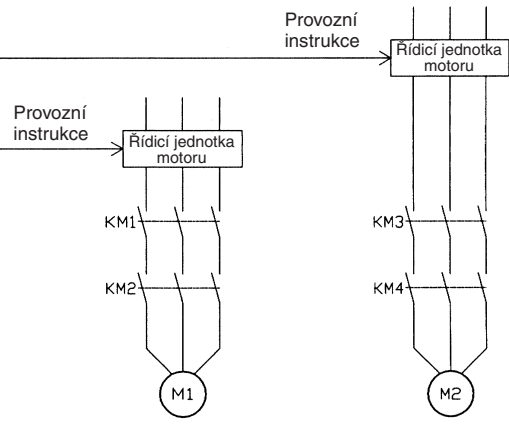 Provozní
instrukce
Řídicí jednotka
motoru
Provozní
instrukce
Řídicí jednotka
motoru
KM1
KM3
KM2
KM4
M1
M2